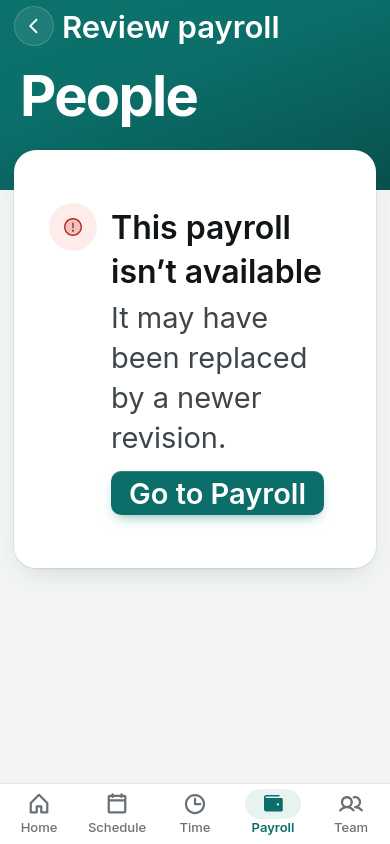 Review payroll
People
This payroll
isn’t available
It may have
been replaced
by a newer
revision.
Go to Payroll
Home
Schedule
Time
Payroll
Team